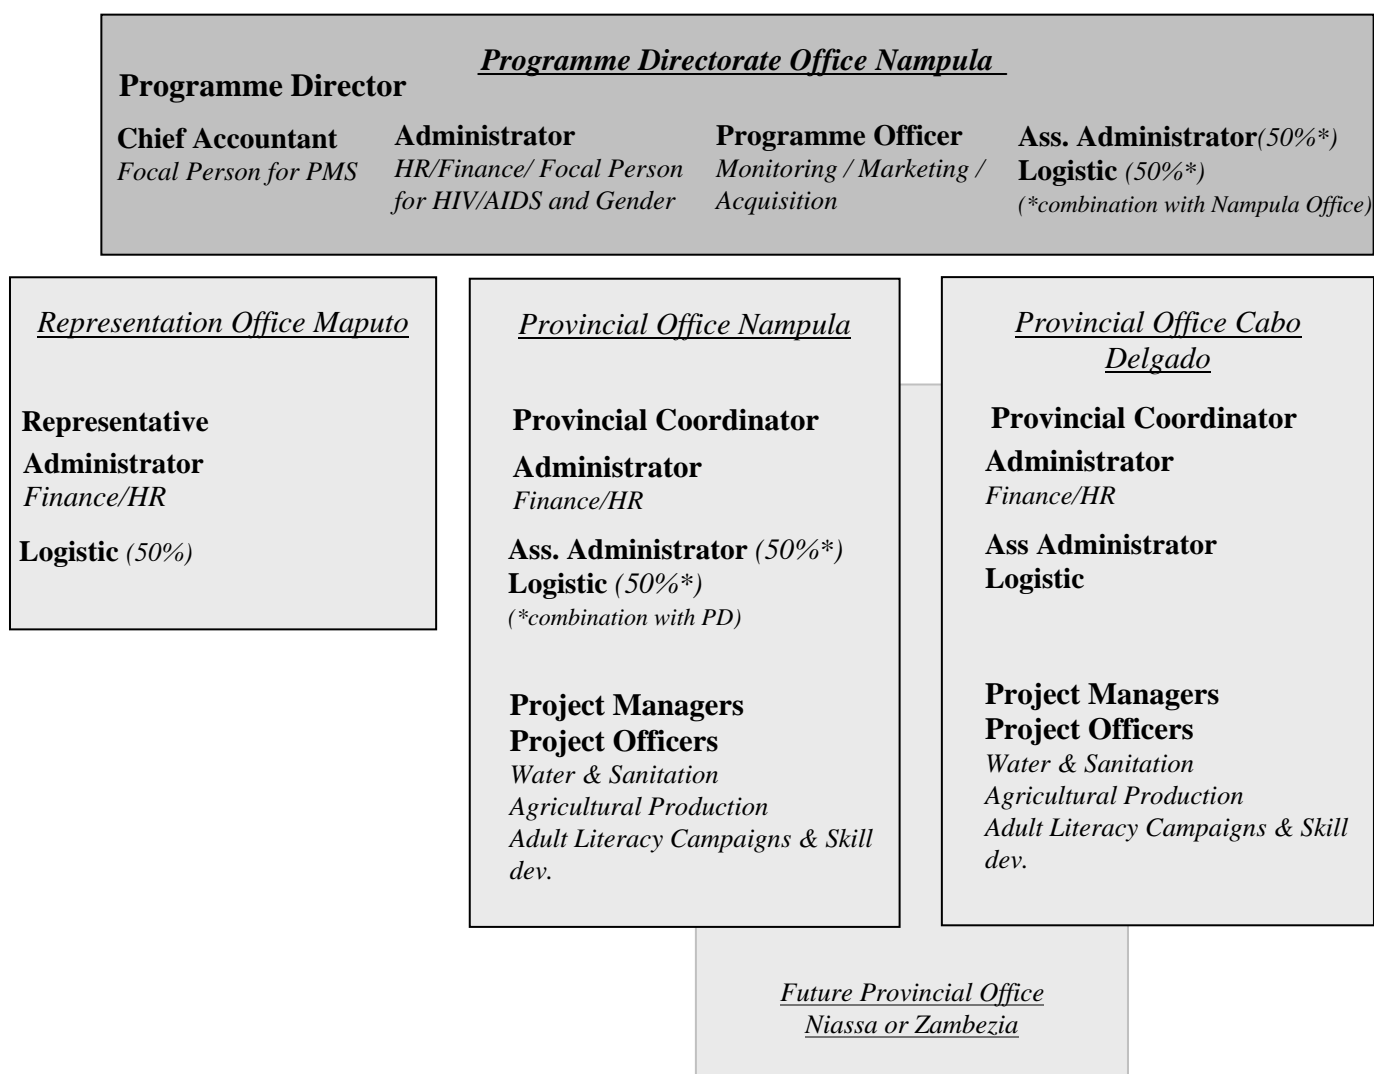 Programme Directorate Office Nampula
Programme Director
Chief Accountant
Focal Person for PMS
Administrator
HR/Finance/ Focal Person
for HIV/AIDS and Gender
Programme Officer
Monitoring / Marketing /
Acquisition
Ass. Administrator(50%*)
Logistic (50%*)
(*combination with Nampula Office)
Representation Office Maputo
Representative
Administrator
Finance/HR
Logistic (50%)
Provincial Office Nampula
Provincial Coordinator
Administrator
Finance/HR
Ass. Administrator (50%*)
Logistic (50%*)
(*combination with PD)
Project Managers
Project Officers
Water & Sanitation
Agricultural Production
Adult Literacy Campaigns & Skill
dev.
Provincial Office Cabo
Delgado
Provincial Coordinator
Administrator
Finance/HR
Ass Administrator
Logistic
Project Managers
Project Officers
Water & Sanitation
Agricultural Production
Adult Literacy Campaigns & Skill
dev.
Future Provincial Office
Niassa or Zambezia